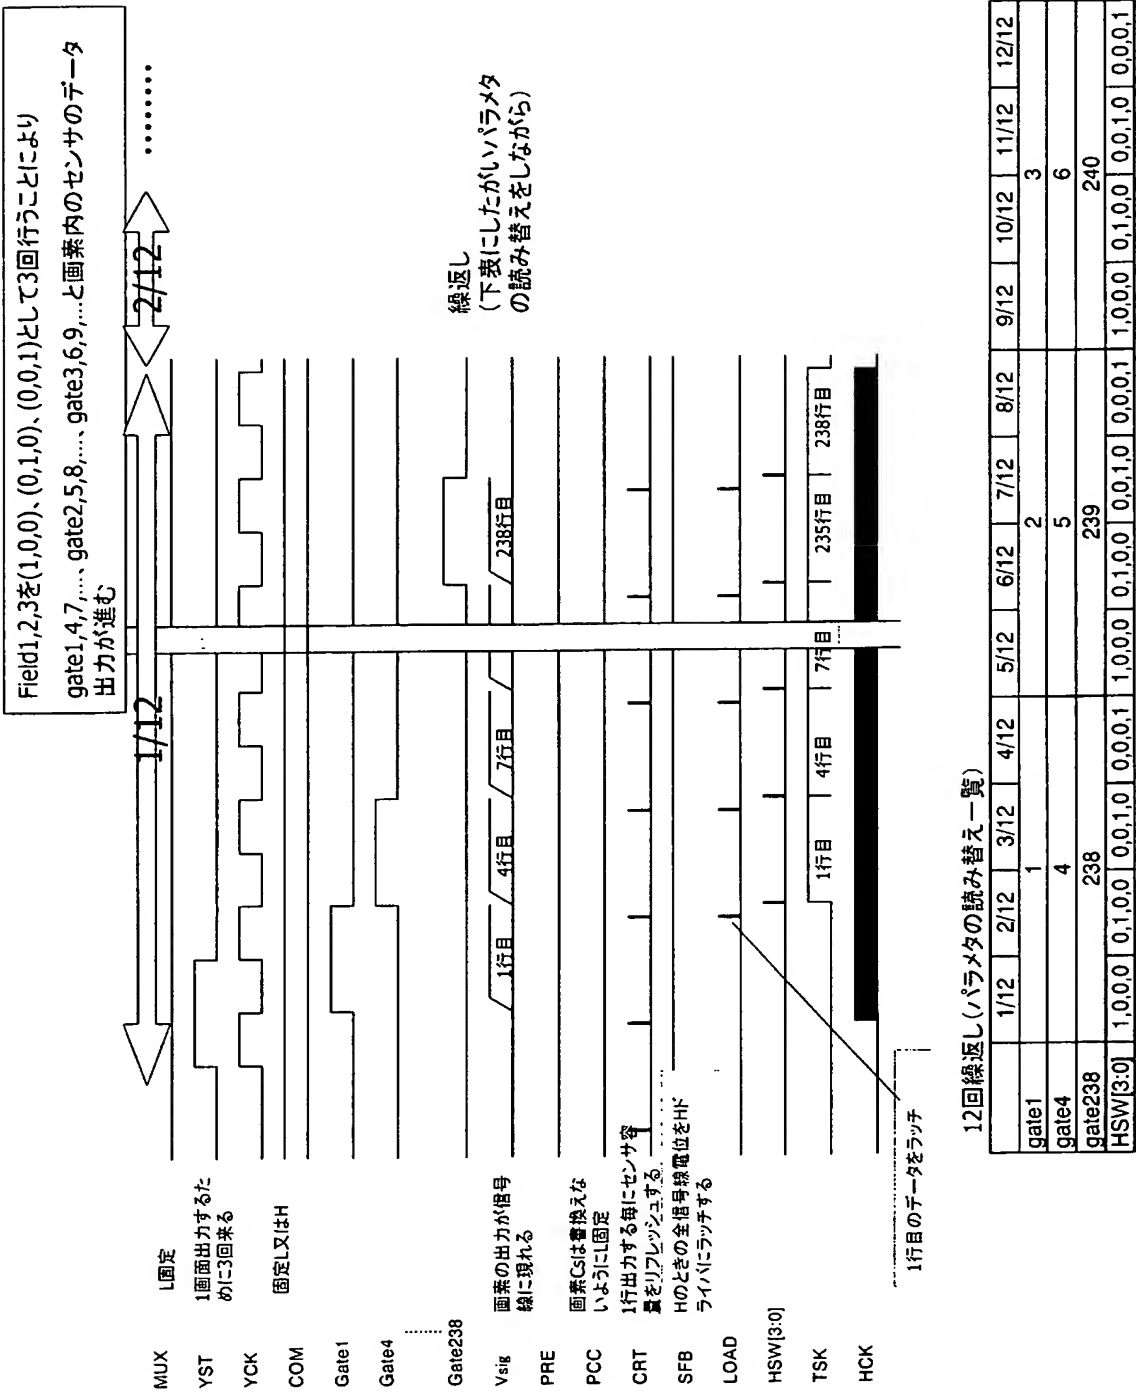 Field1,2,3を(1,0,0)、(0,1,0)、(0,0,1)として3回行うことにより
gate1,4,7,...、gate2,5,8,...、gate3,6,9,...と画素内のセンサのデータ
出力が進む
1/12
2/12
........
MUX
L固定
YST
1画面出力するた
めに3回来る
YCK
COM
固定L又はH
Gate1
Gate4
Gate238
Vsig
画素の出力が信号
線に現れる
1行目
4行目
7行目
238行目
PRE
PCC
画素Csは書換えな
いようにL固定
CRT
1行出力する毎にセンサ容
量をリフレッシュする
SFB
Hのときの全信号線電位をHド
ライバにラッチする
LOAD
HSW[3:0]
TSK
1行目
4行目
7行目
235行目
238行目
HCK
1行目のデータをラッチ
繰返し
(下表にしたがいパラメタ
の読み替えをしながら)
12回繰返し(パラメタの読み替え一覧)
1/12 2/12 3/12 4/12 5/12 6/12 7/12 8/12 9/12 10/12 11/12 12/12
gate1 1 2 3
gate4 4 5 6
gate238 238 239 240
HSW[3:0] 1,0,0,0 0,1,0,0 0,0,1,0 0,0,0,1 1,0,0,0 0,1,0,0 0,0,1,0 0,0,0,1 1,0,0,0 0,1,0,0 0,0,1,0 0,0,0,1